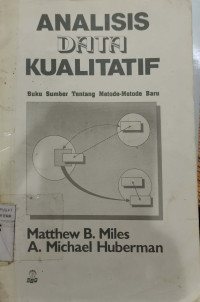 ANALISIS
DATA
KUALITATIF
Buku Sumber Tentang Metode-Metode Baru
Matthew B. Miles
A. Michael Huberman